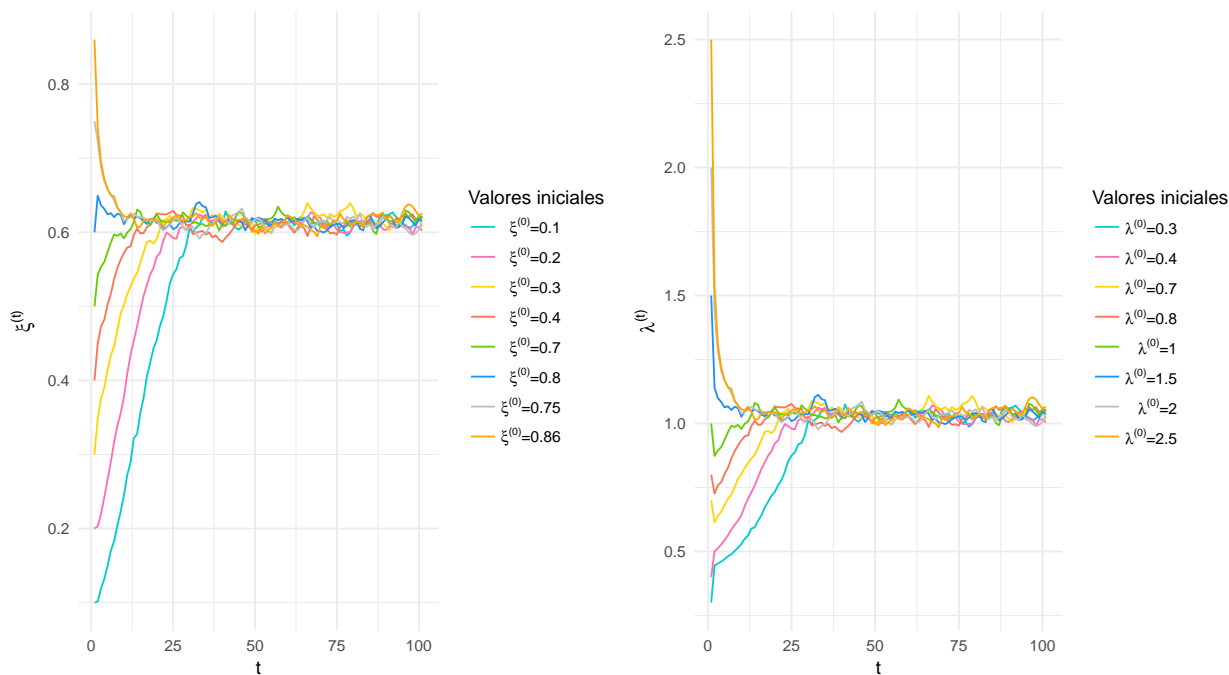 0.8
0.6
0.4
0.2
ξ(t)
0
25
50
75
100
t
Valores iniciales
ξ(0)=0.1
ξ(0)=0.2
ξ(0)=0.3
ξ(0)=0.4
ξ(0)=0.7
ξ(0)=0.8
ξ(0)=0.75
ξ(0)=0.86
2.5
2.0
1.5
1.0
0.5
λ(t)
0
25
50
75
100
t
Valores iniciales
λ(0)=0.3
λ(0)=0.4
λ(0)=0.7
λ(0)=0.8
λ(0)=1
λ(0)=1.5
λ(0)=2
λ(0)=2.5